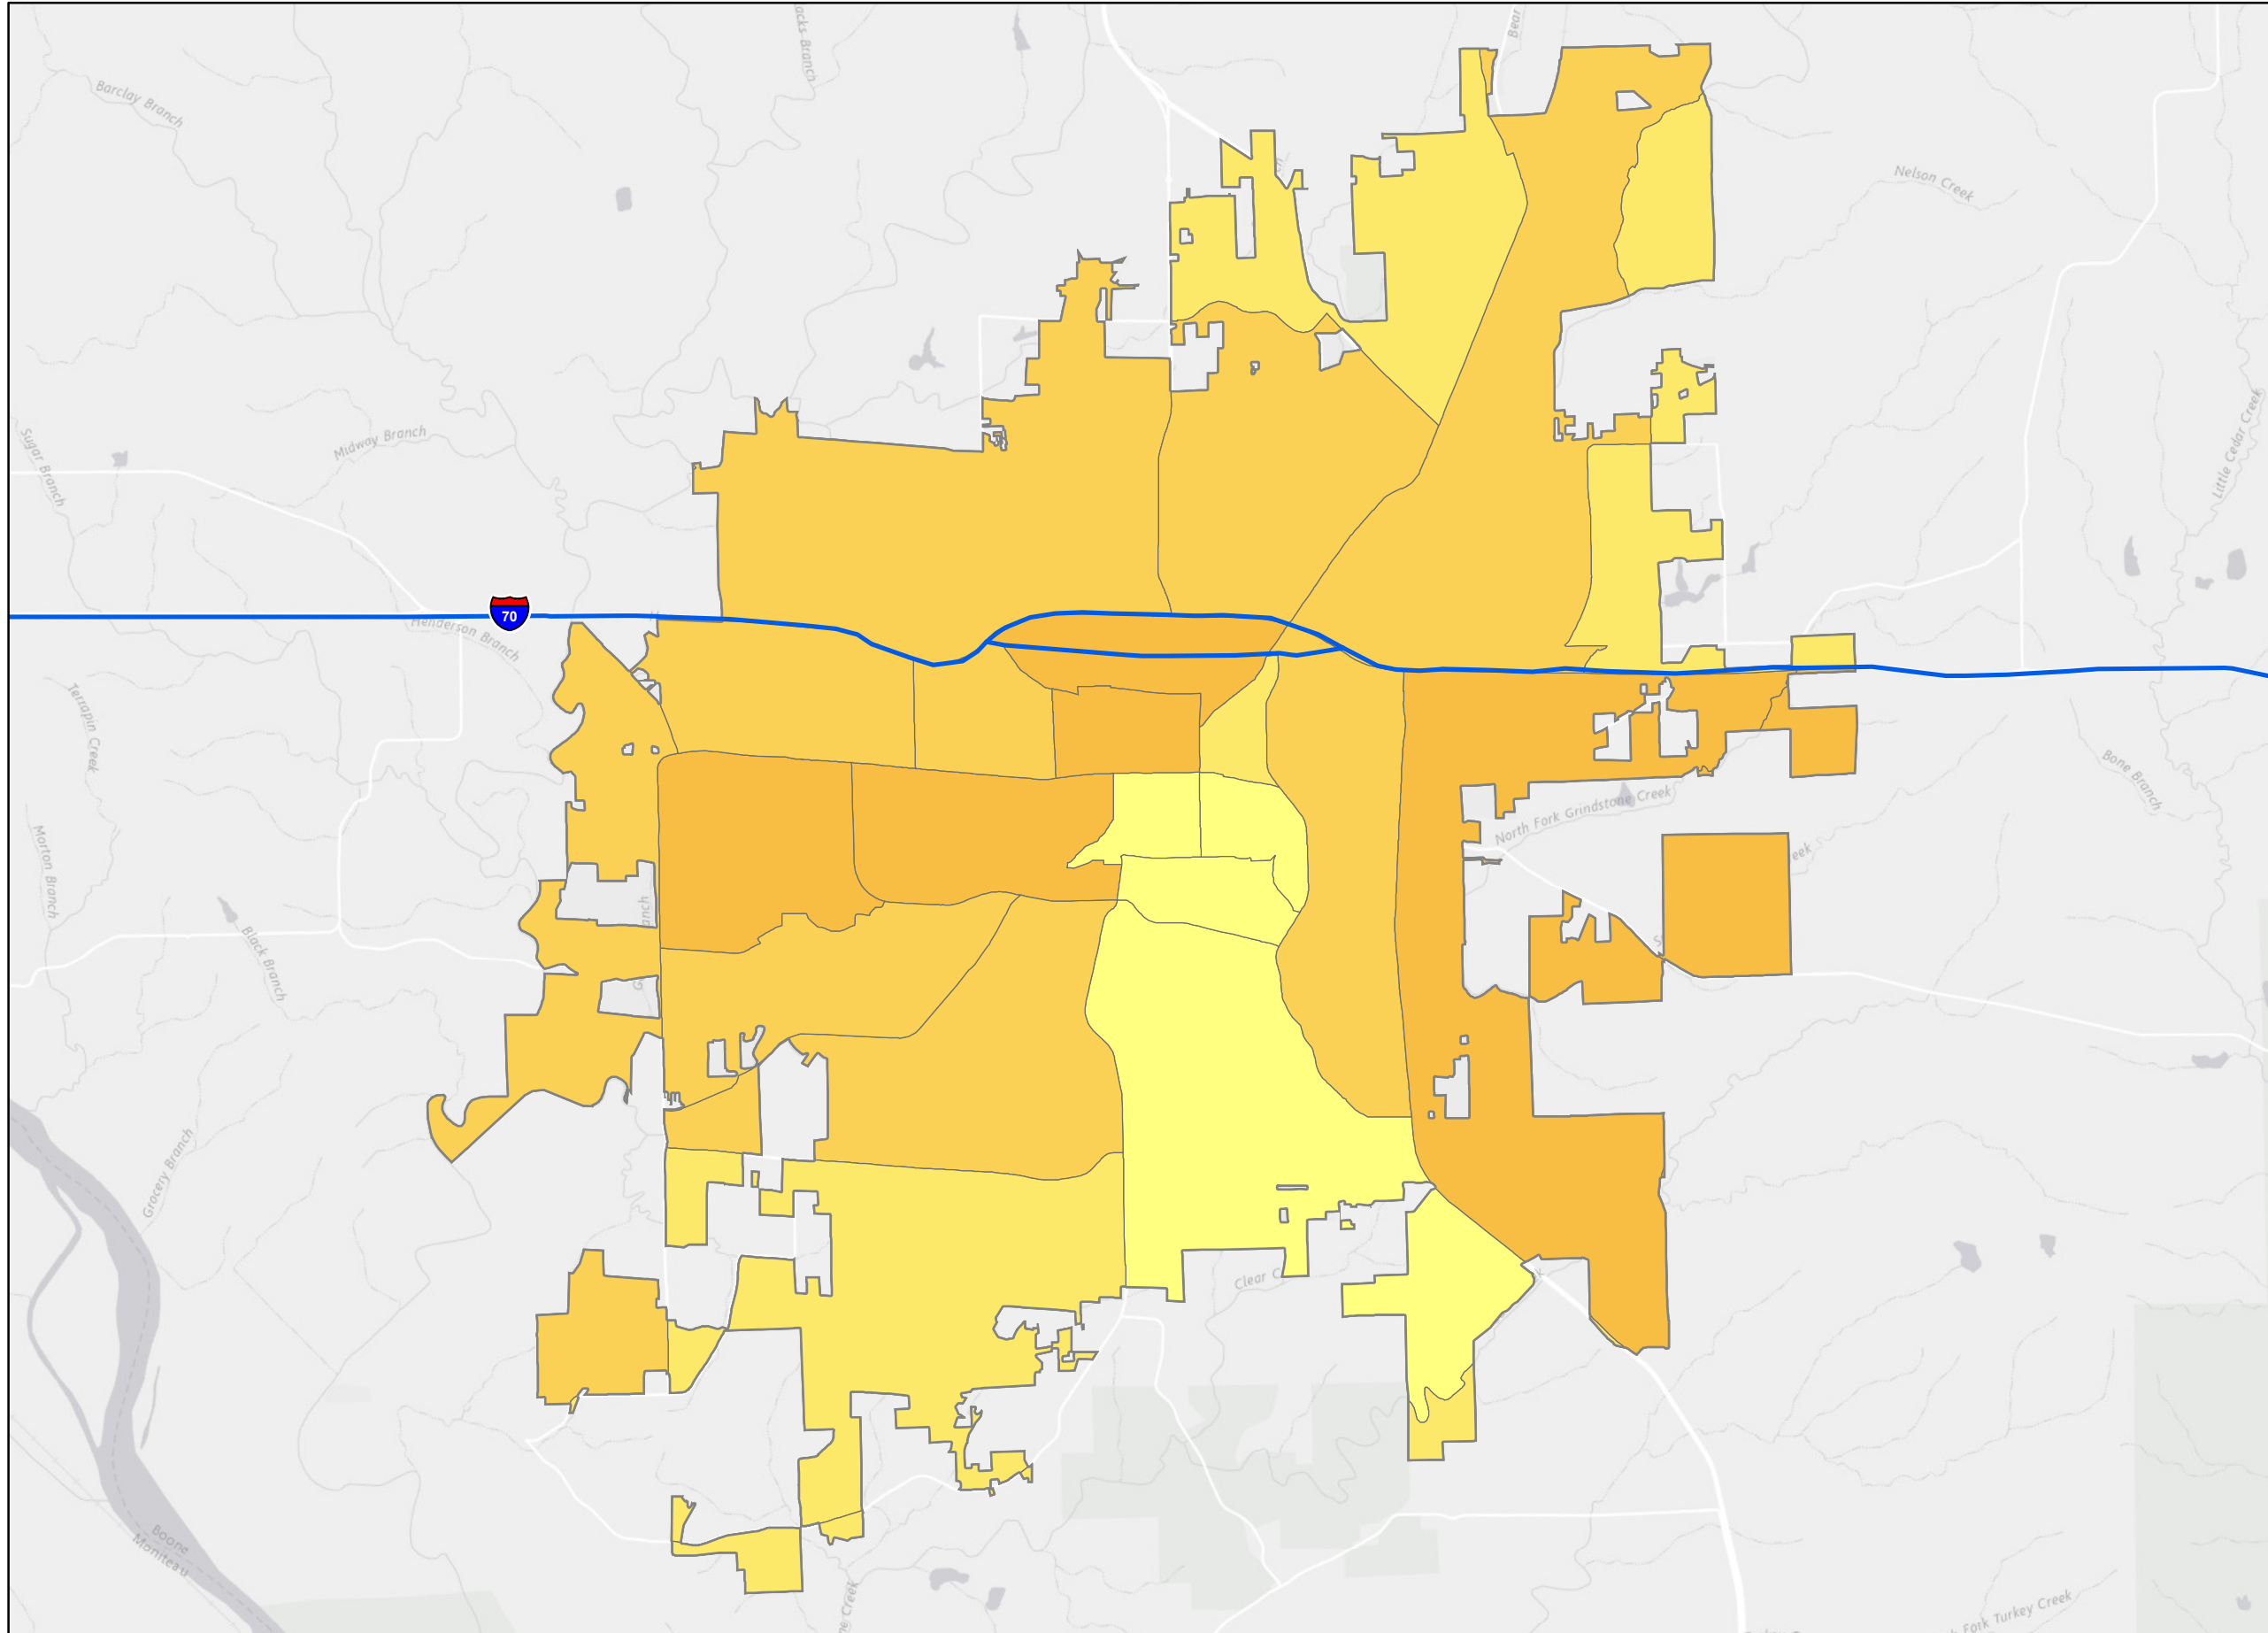 Bear
Barclay Branch
Nelson Creek
Midway Branch
Sugar Branch
Little Cedar Creek
70
Henderson Branch
Terrapin Creek
Bone Branch
North Fork Grindstone Creek
Morton Branch
Black Branch
Grocery Branch
Clear C
Boone
Moniteau
Fork Turkey Creek